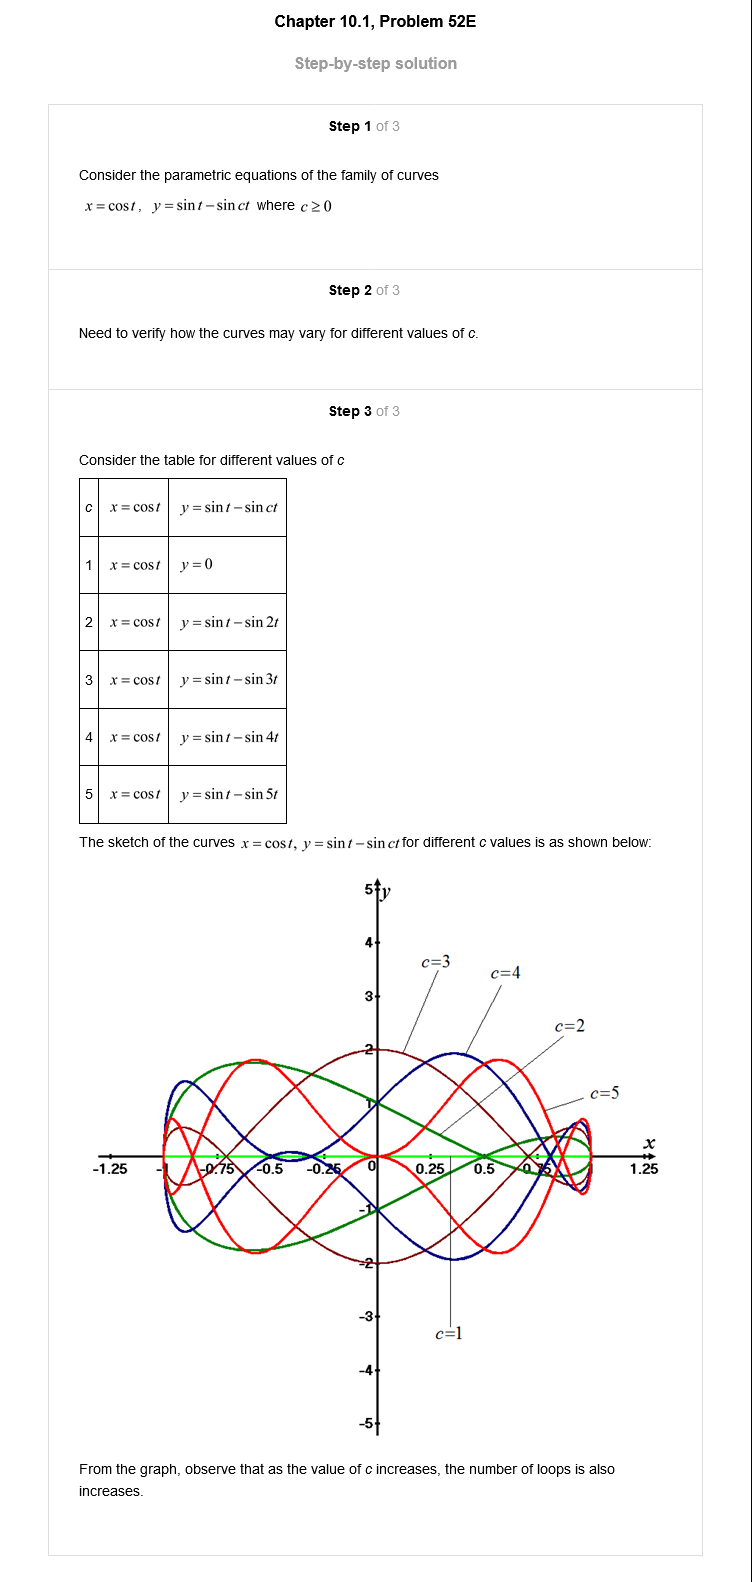 Chapter 10.1, Problem 52E
Step-by-step solution
Step 1 of 3
Consider the parametric equations of the family of curves
x = cos t, y = sin t − sin ct where c ≥ 0
Step 2 of 3
Need to verify how the curves may vary for different values of c.
Step 3 of 3
Consider the table for different values of c
c x = cos t y = sin t − sin ct
1 x = cos t y = 0
2 x = cos t y = sin t − sin 2t
3 x = cos t y = sin t − sin 3t
4 x = cos t y = sin t − sin 4t
5 x = cos t y = sin t − sin 5t
The sketch of the curves x = cos t, y = sin t − sin ct for different c values is as shown below:
5 y
4
c=3
c=4
3
c=2
2
c=5
1
x
-1.25 -1 -0.75 -0.5 -0.25 0 0.25 0.5 0.75 1.25
-1
-2
-3
c=1
-4
-5
From the graph, observe that as the value of c increases, the number of loops is also
increases.